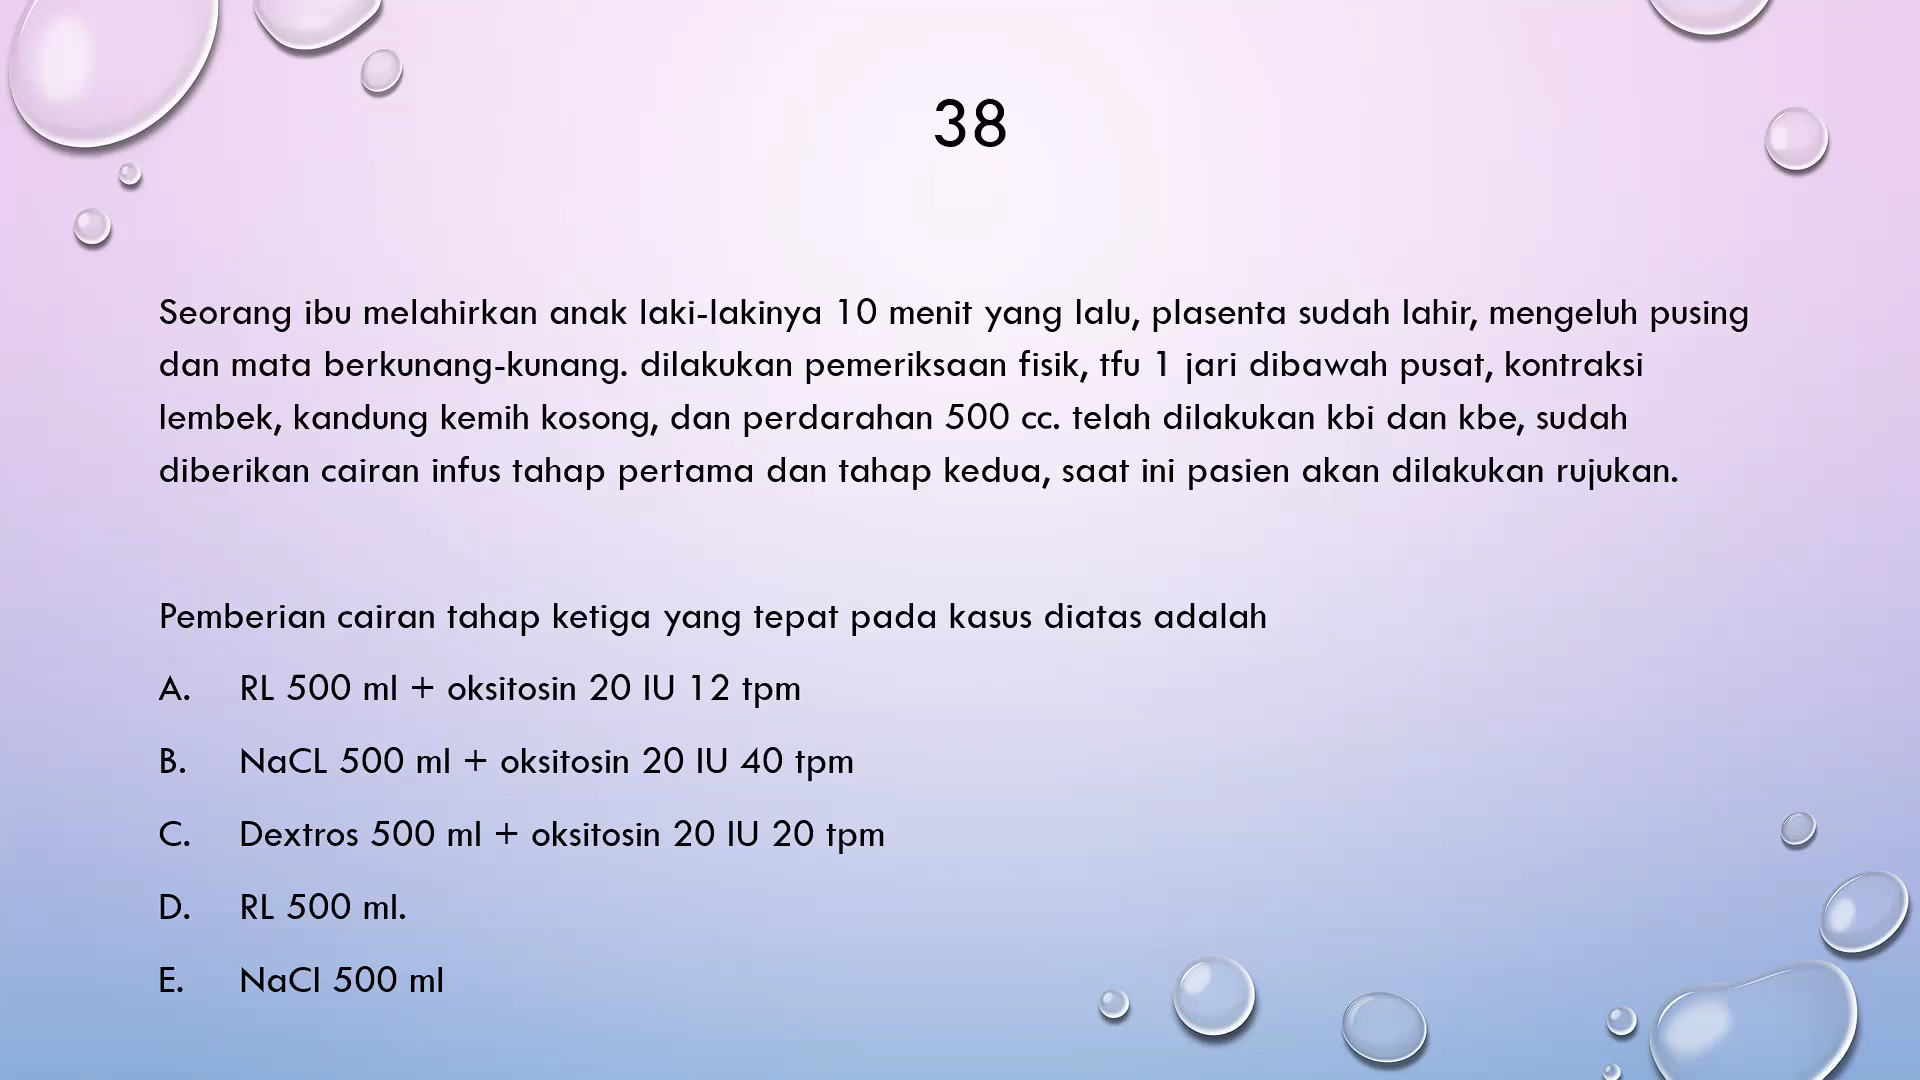 38
Seorang ibu melahirkan anak laki-lakinya 10 menit yang lalu, plasenta sudah lahir, mengeluh pusing
dan mata berkunang-kunang. dilakukan pemeriksaan fisik, tfu 1 jari dibawah pusat, kontraksi
lembek, kandung kemih kosong, dan perdarahan 500 cc. telah dilakukan kbi dan kbe, sudah
diberikan cairan infus tahap pertama dan tahap kedua, saat ini pasien akan dilakukan rujukan.
Pemberian cairan tahap ketiga yang tepat pada kasus diatas adalah
A. RL 500 ml + oksitosin 20 IU 12 tpm
B. NaCL 500 ml + oksitosin 20 IU 40 tpm
C. Dextros 500 ml + oksitosin 20 IU 20 tpm
D. RL 500 ml.
E. NaCl 500 ml